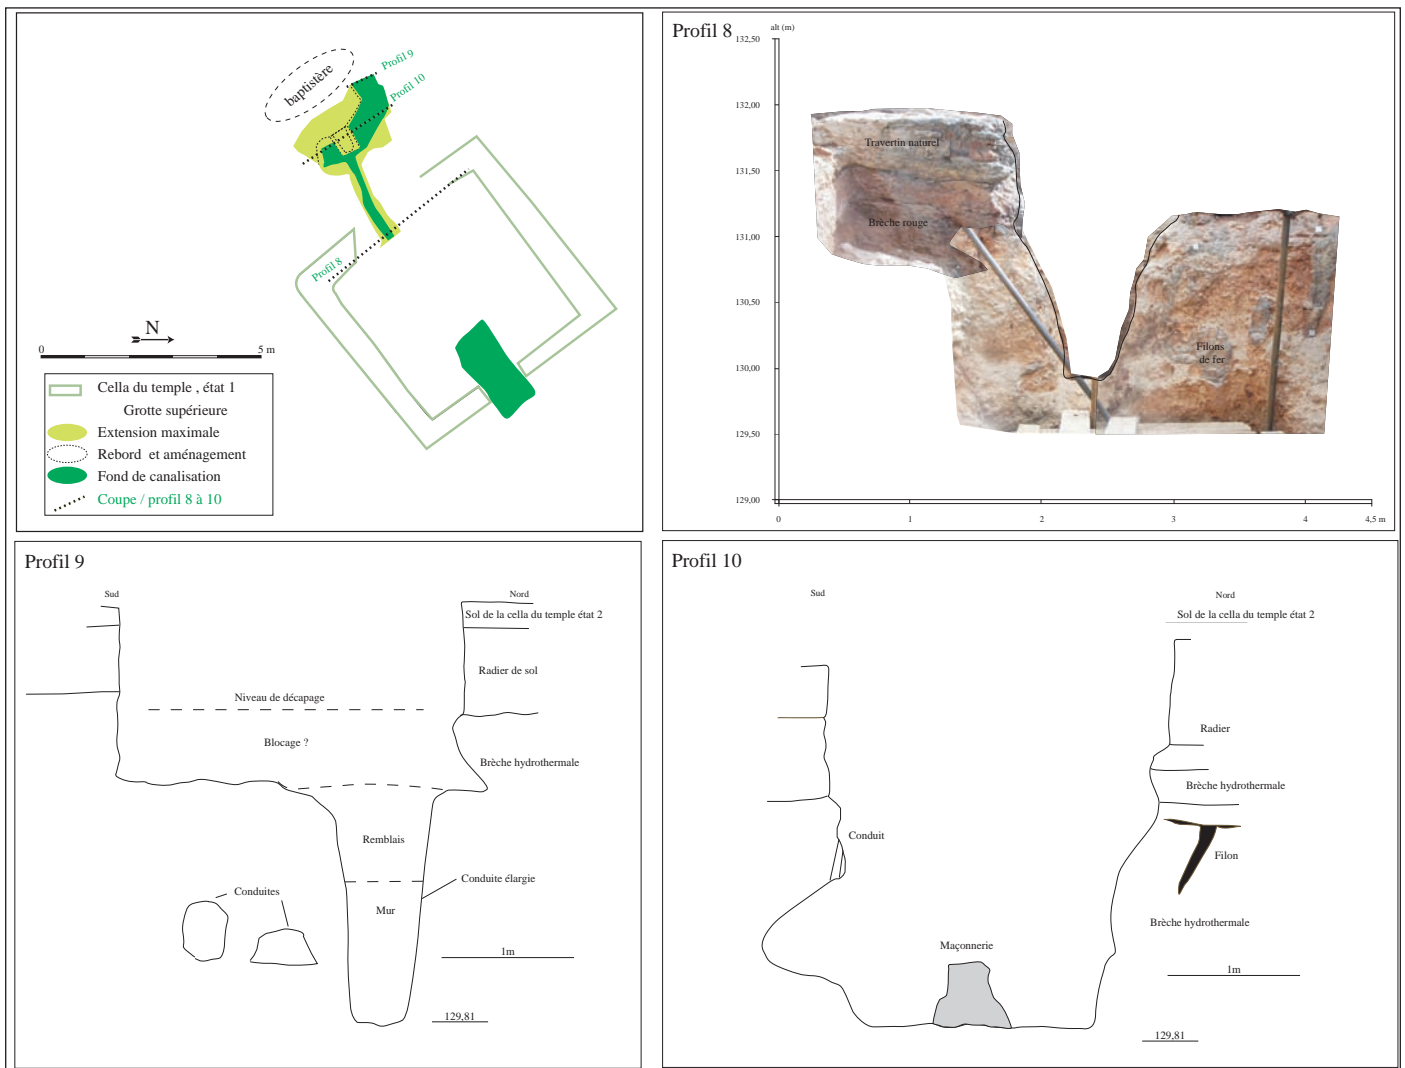 baptistère
Profil 9
Profil 10
Profil 8
N
0
5 m
Cella du temple , état 1
Grotte supérieure
Extension maximale
Rebord et aménagement
Fond de canalisation
Coupe / profil 8 à 10
Profil 8
alt (m)
132,50
132,00
131,50
131,00
130,50
130,00
129,50
129,00
Travertin naturel
Brèche rouge
Filons
de fer
0
1
2
3
4
4,5 m
Profil 9
Sud
Nord
Sol de la cella du temple état 2
Radier de sol
Niveau de décapage
Blocage ?
Brèche hydrothermale
Remblais
Conduite élargie
Conduites
Mur
1m
129,81
Profil 10
Sud
Nord
Sol de la cella du temple état 2
Radier
Brèche hydrothermale
Conduit
Filon
Brèche hydrothermale
Maçonnerie
1m
129,81